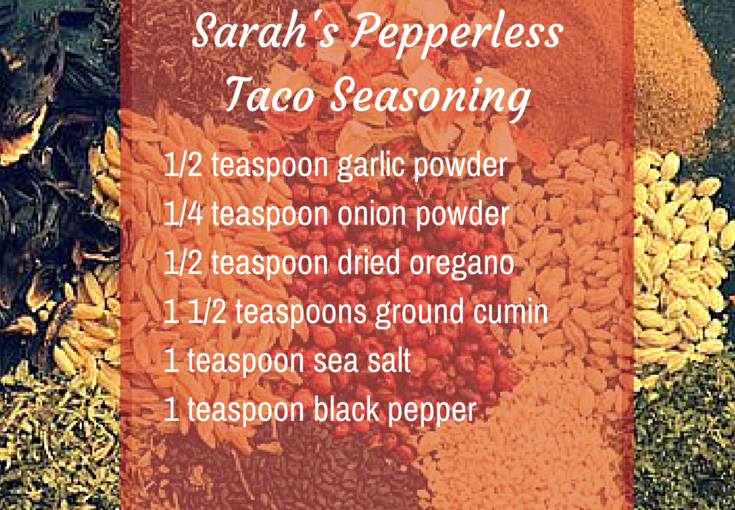 Sarah's Pepperless
Taco Seasoning
1/2 teaspoon garlic powder
1/4 teaspoon onion powder
1/2 teaspoon dried oregano
1 1/2 teaspoons ground cumin
1 teaspoon sea salt
1 teaspoon black pepper